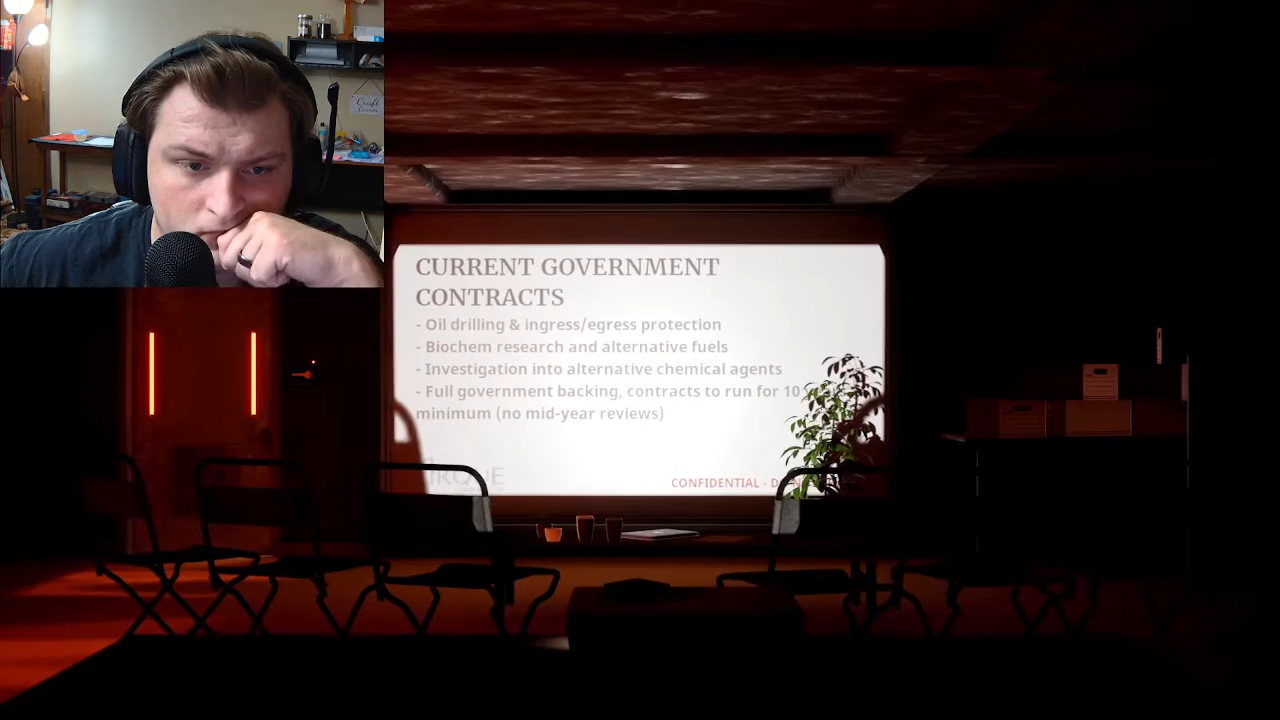 Craft
CURRENT GOVERNMENT
CONTRACTS
- Oil drilling & ingress/egress protection
- Biochem research and alternative fuels
- Investigation into alternative chemical agents
- Full government backing, contracts to run for 10
minimum (no mid-year reviews)
CONFIDENTIAL -